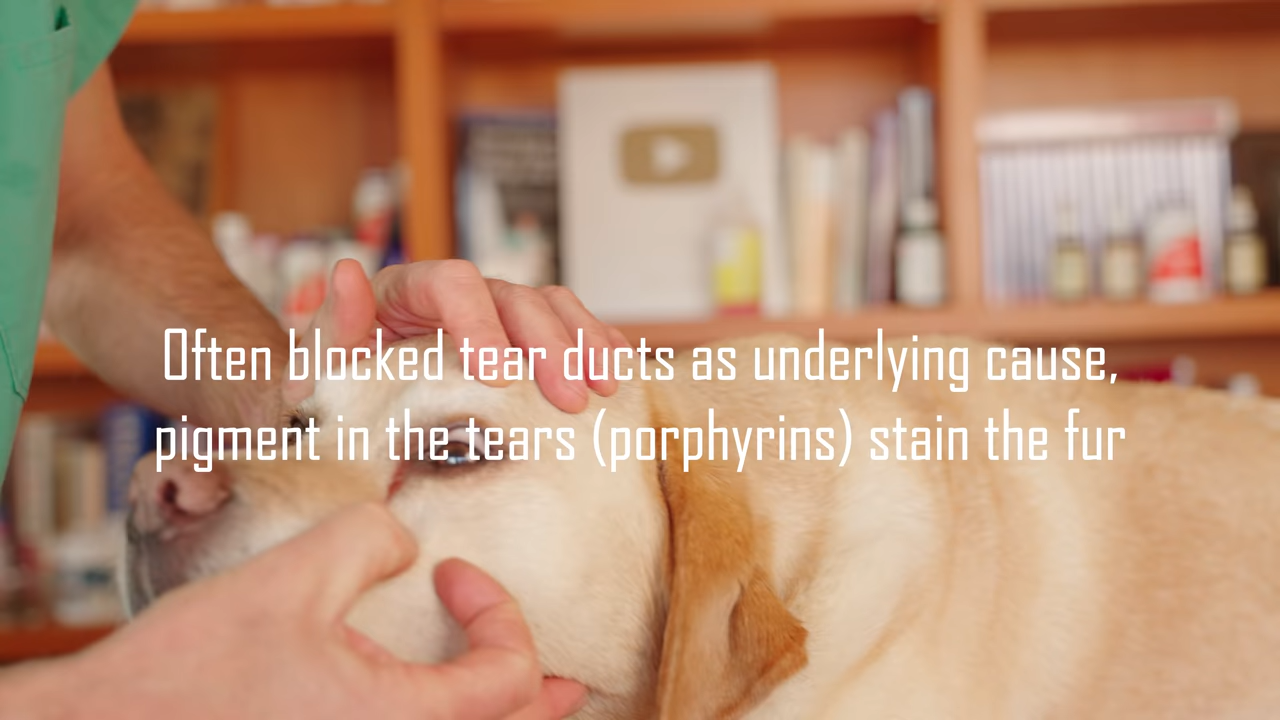 Often blocked tear ducts as underlying cause,
pigment in the tears (porphyrins) stain the fur